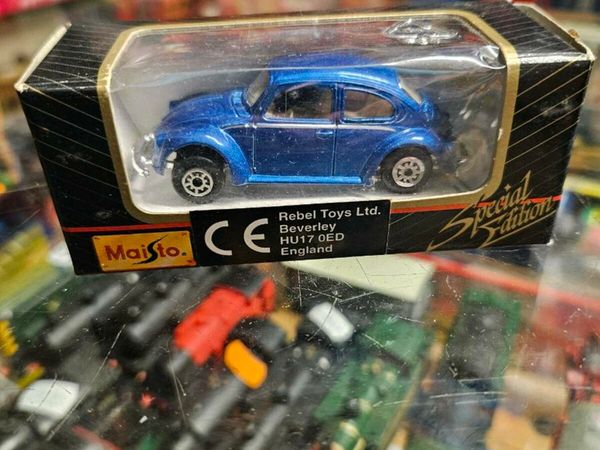 Maisto.
CE
Rebel Toys Ltd.
Beverley
HU17 0ED
England
Special
Edition